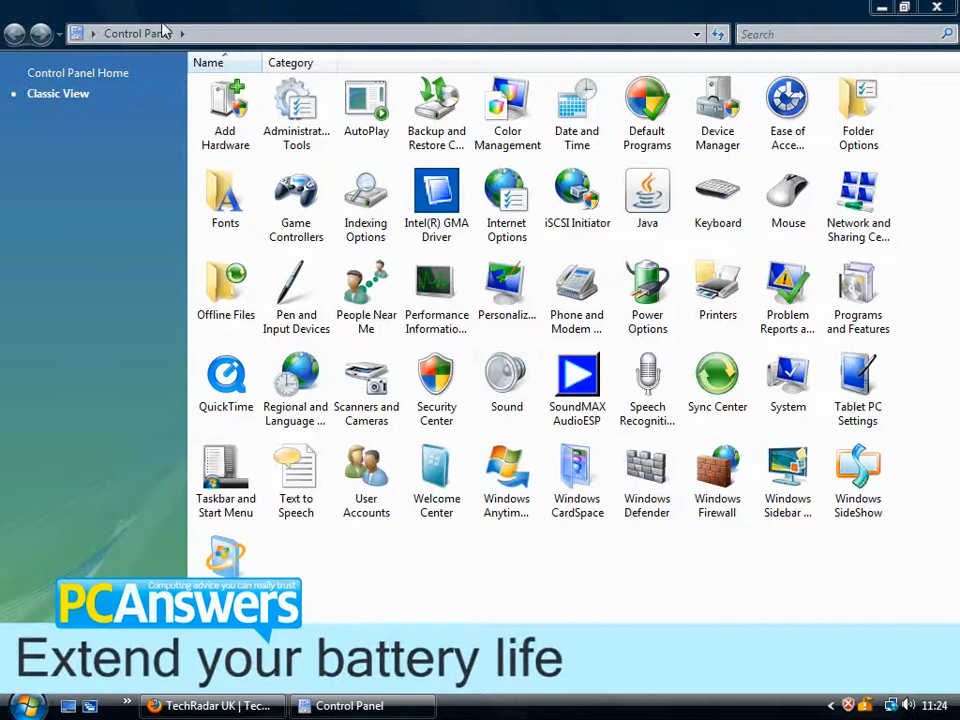 Control Panel
Search
Control Panel Home
Classic View
Name
Category
Add Hardware
Administrat... Tools
AutoPlay
Backup and Restore C...
Color Management
Date and Time
Default Programs
Device Manager
Ease of Acce...
Folder Options
Fonts
Game Controllers
Indexing Options
Intel(R) GMA Driver
Internet Options
iSCSI Initiator
Java
Keyboard
Mouse
Network and Sharing Ce...
Offline Files
Pen and Input Devices
People Near Me
Performance Informatio...
Personaliz...
Phone and Modem ...
Power Options
Printers
Problem Reports a...
Programs and Features
QuickTime
Regional and Language ...
Scanners and Cameras
Security Center
Sound
SoundMAX AudioESP
Speech Recogniti...
Sync Center
System
Tablet PC Settings
Taskbar and Start Menu
Text to Speech
User Accounts
Welcome Center
Windows Anytim...
Windows CardSpace
Windows Defender
Windows Firewall
Windows Sidebar ...
Windows SideShow
Computing advice you can really trust
PCAnswers
Extend your battery life
TechRadar UK | Tec...
Control Panel
11:24